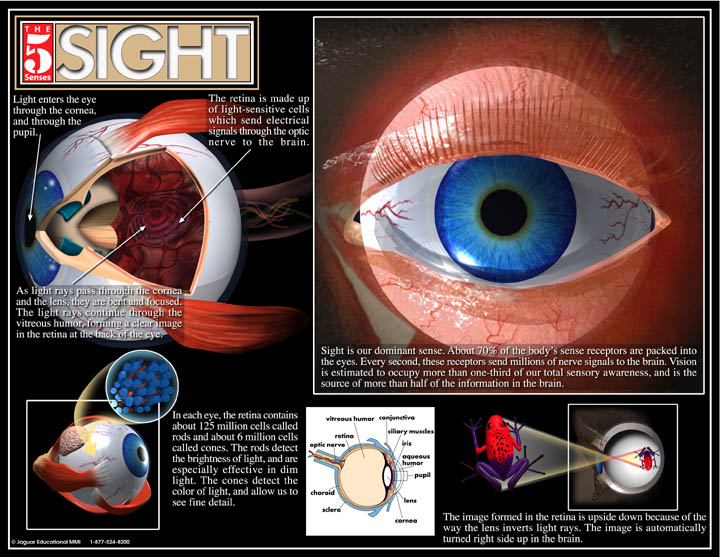 THE
5
Senses
SIGHT
Light enters the eye
through the cornea,
and through the
pupil.
The retina is made up
of light-sensitive cells
which send electrical
signals through the optic
nerve to the brain.
As light rays pass through the cornea
and the lens, they are bent and focused.
The light rays continue through the
vitreous humor, forming a clear image
in the retina at the back of the eye.
Sight is our dominant sense. About 70% of the body's sense receptors are packed into
the eyes. Every second, these receptors send millions of nerve signals to the brain. Vision
is estimated to occupy more than one-third of our total sensory awareness, and is the
source of more than half of the information in the brain.
In each eye, the retina contains
about 125 million cells called
rods and about 6 million cells
called cones. The rods detect
the brightness of light, and are
especially effective in dim
light. The cones detect the
color of light, and allow us to
see fine detail.
vitreous humor
conjunctiva
ciliary muscles
retina
iris
optic nerve
aqueous
humor
pupil
choroid
lens
sclera
cornea
The image formed in the retina is upside down because of the
way the lens inverts light rays. The image is automatically
turned right side up in the brain.
© Jaguar Educational MMI 1-877-524-8200